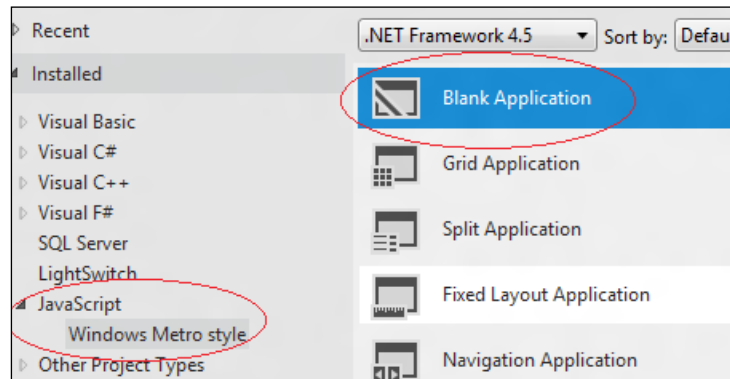 Recent
Installed
Visual Basic
Visual C#
Visual C++
Visual F#
SQL Server
LightSwitch
JavaScript
Windows Metro style
Other Project Types
.NET Framework 4.5 Sort by: Defau
Blank Application
Grid Application
Split Application
Fixed Layout Application
Navigation Application